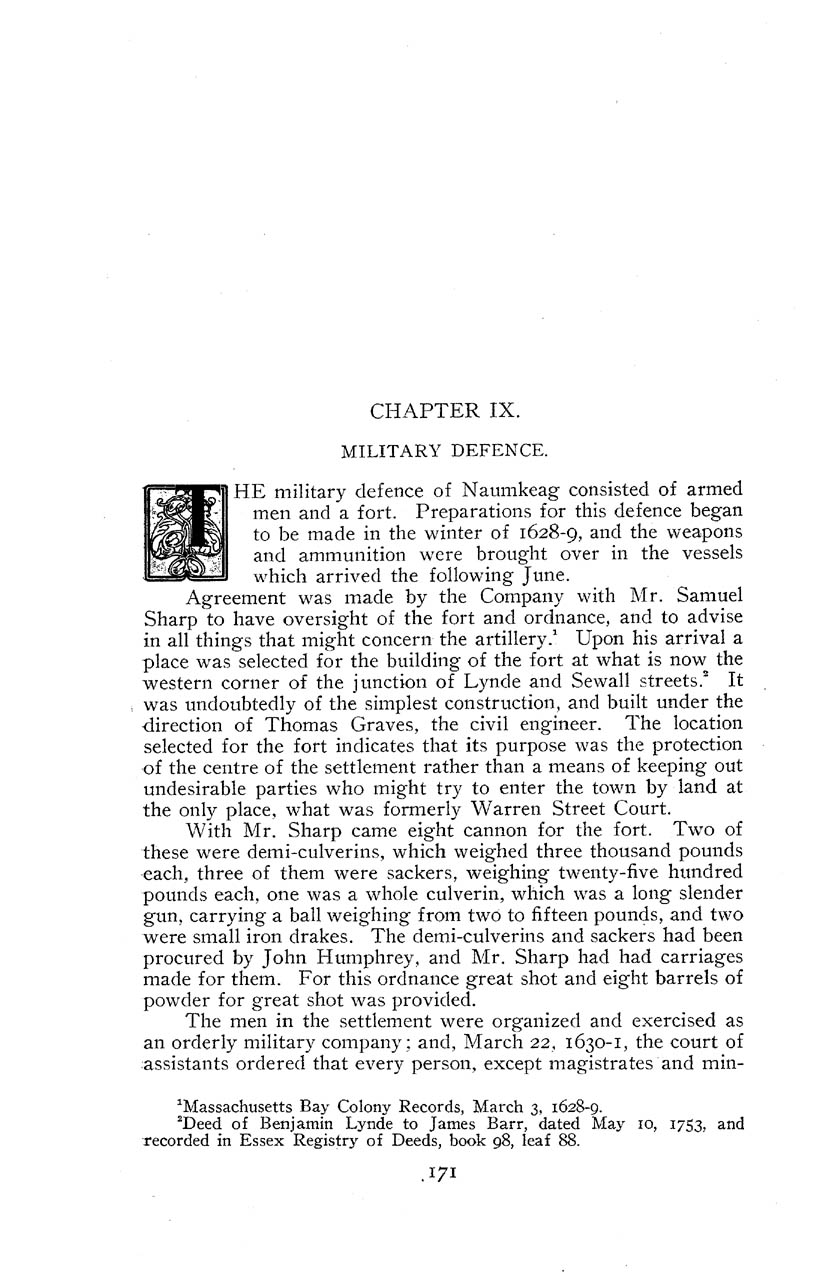 CHAPTER IX.
MILITARY DEFENCE.
THE military defence of Naumkeag consisted of armed
men and a fort. Preparations for this defence began
to be made in the winter of 1628-9, and the weapons
and ammunition were brought over in the vessels
which arrived the following June.
Agreement was made by the Company with Mr. Samuel
Sharp to have oversight of the fort and ordnance, and to advise
in all things that might concern the artillery.¹ Upon his arrival a
place was selected for the building of the fort at what is now the
western corner of the junction of Lynde and Sewall streets.² It
was undoubtedly of the simplest construction, and built under the
direction of Thomas Graves, the civil engineer. The location
selected for the fort indicates that its purpose was the protection
of the centre of the settlement rather than a means of keeping out
undesirable parties who might try to enter the town by land at
the only place, what was formerly Warren Street Court.
With Mr. Sharp came eight cannon for the fort. Two of
these were demi-culverins, which weighed three thousand pounds
each, three of them were sackers, weighing twenty-five hundred
pounds each, one was a whole culverin, which was a long slender
gun, carrying a ball weighing from two to fifteen pounds, and two
were small iron drakes. The demi-culverins and sackers had been
procured by John Humphrey, and Mr. Sharp had had carriages
made for them. For this ordnance great shot and eight barrels of
powder for great shot was provided.
The men in the settlement were organized and exercised as
an orderly military company; and, March 22, 1630-1, the court of
assistants ordered that every person, except magistrates and min-
¹Massachusetts Bay Colony Records, March 3, 1628-9.
²Deed of Benjamin Lynde to James Barr, dated May 10, 1753, and
recorded in Essex Registry of Deeds, book 98, leaf 88.
171